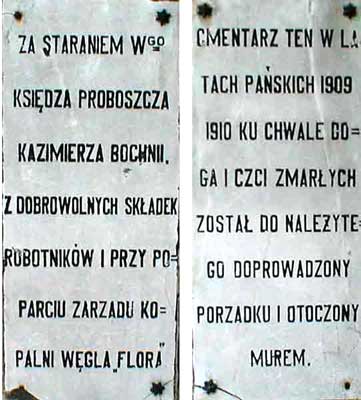 ZA STARANIEM WGO
KSIĘDZA PROBOSZCZA
KAZIMIERZA BOCHNII.
Z DOBROWOLNYCH SKŁADEK
ROBOTNIKÓW I PRZY PO=
PARCIU ZARZADU KO=
PALNI WĘGLA „FLORA"
CMENTARZ TEN W LA
TACH PAŃSKICH 1909
1910 KU CHWALE BO=
GA I CZCI ZMARŁYCH
ZOSTAŁ DO NALEŻYTE=
GO DOPROWADZONY
PORZADKU I OTOCZONY
MUREM.